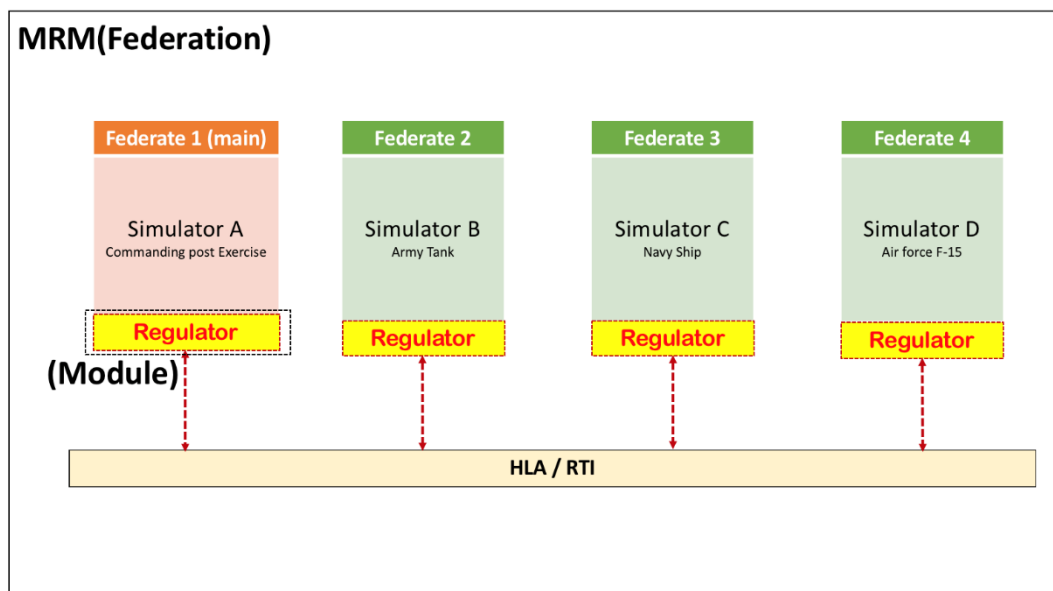 MRM(Federation)
Federate 1 (main)
Simulator A
Commanding post Exercise
Regulator
(Module)
Federate 2
Simulator B
Army Tank
Regulator
Federate 3
Simulator C
Navy Ship
Regulator
Federate 4
Simulator D
Air force F-15
Regulator
HLA / RTI